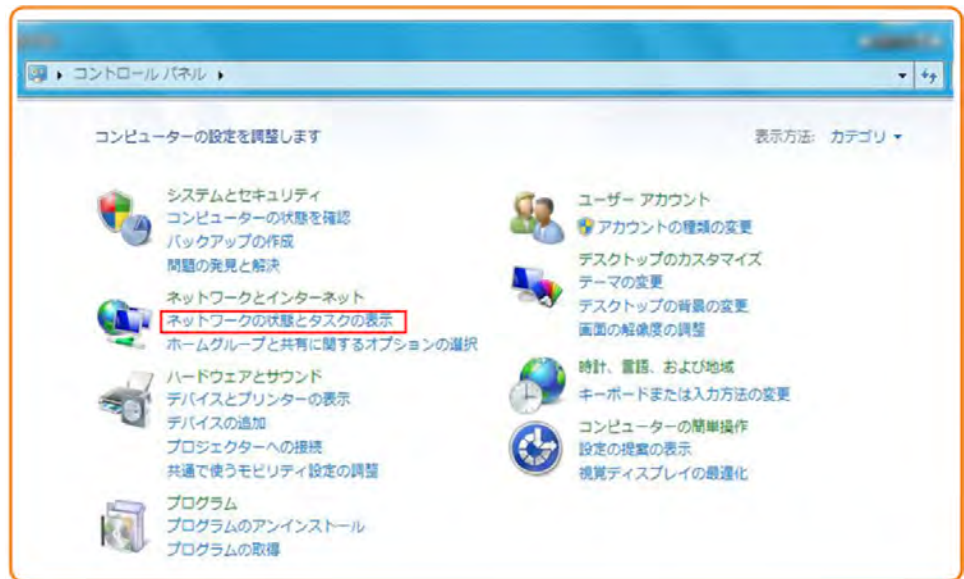 コントロール パネル
コンピューターの設定を調整します
表示方法: カテゴリ
システムとセキュリティ
コンピューターの状態を確認
バックアップの作成
問題の発見と解決
ネットワークとインターネット
ネットワークの状態とタスクの表示
ホームグループと共有に関するオプションの選択
ハードウェアとサウンド
デバイスとプリンターの表示
デバイスの追加
プロジェクターへの接続
共通で使うモビリティ設定の調整
プログラム
プログラムのアンインストール
プログラムの取得
ユーザー アカウント
アカウントの種類の変更
デスクトップのカスタマイズ
テーマの変更
デスクトップの背景の変更
画面の解像度の調整
時計、言語、および地域
キーボードまたは入力方法の変更
コンピューターの簡単操作
設定の提案の表示
視覚ディスプレイの最適化